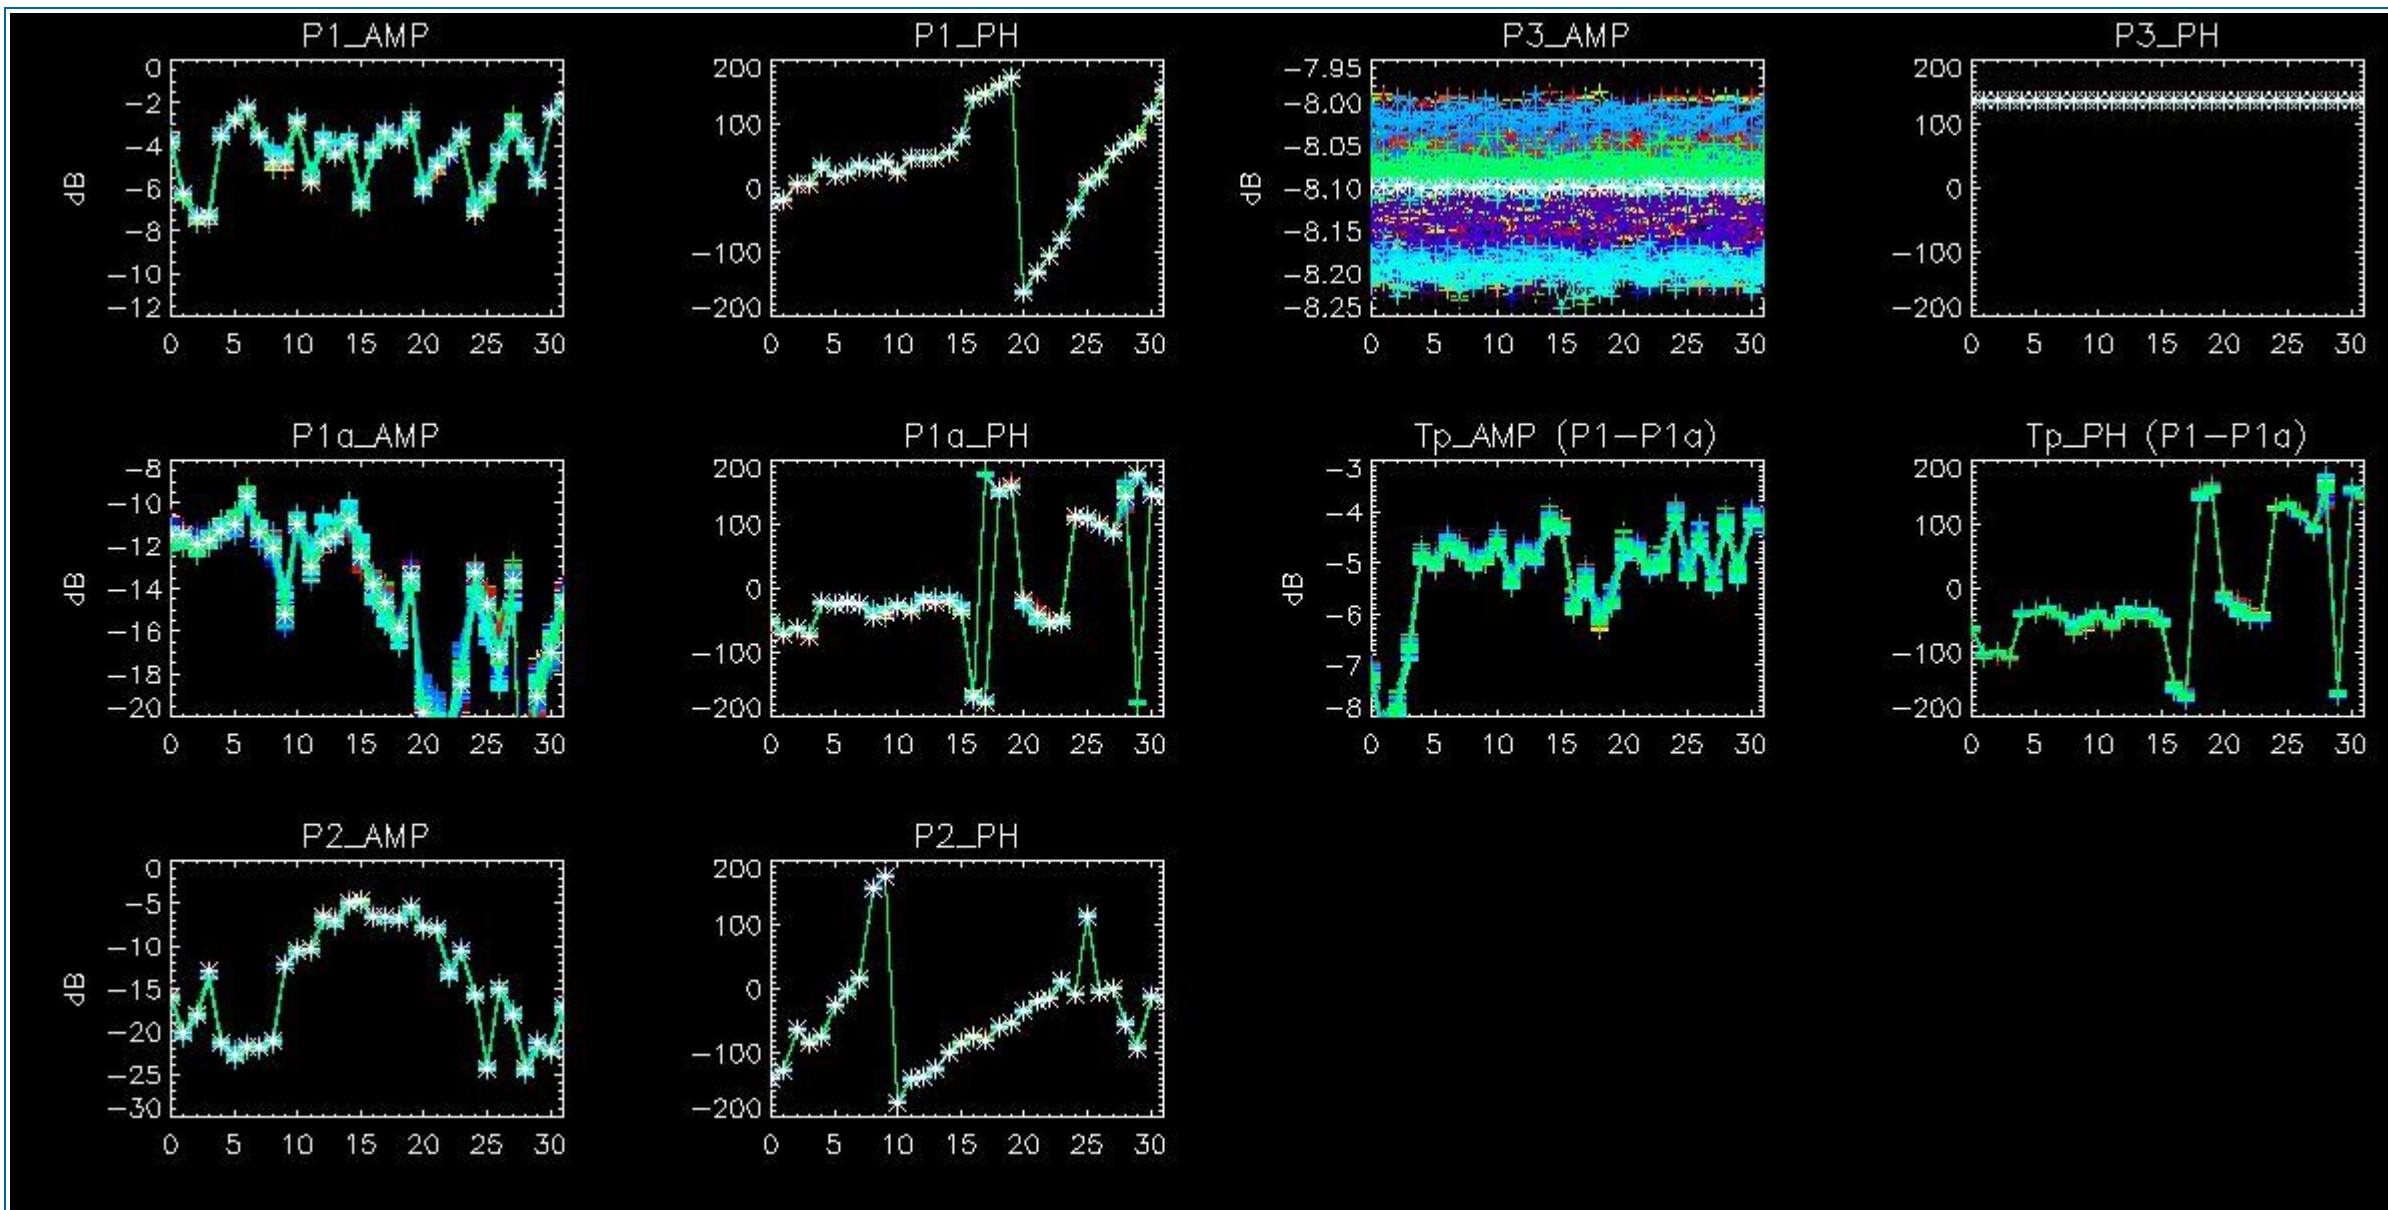 P1_AMP
0
−2
−4
−6
−8
−10
−12
dB
0 5 10 15 20 25 30
P1_PH
200
100
0
−100
−200
0 5 10 15 20 25 30
P3_AMP
−7.95
−8.00
−8.05
−8.10
−8.15
−8.20
−8.25
dB
0 5 10 15 20 25 30
P3_PH
200
100
0
−100
−200
0 5 10 15 20 25 30
P1a_AMP
−8
−10
−12
−14
−16
−18
−20
dB
0 5 10 15 20 25 30
P1a_PH
200
100
0
−100
−200
0 5 10 15 20 25 30
Tp_AMP (P1−P1a)
−3
−4
−5
−6
−7
−8
dB
0 5 10 15 20 25 30
Tp_PH (P1−P1a)
200
100
0
−100
−200
0 5 10 15 20 25 30
P2_AMP
0
−5
−10
−15
−20
−25
−30
dB
0 5 10 15 20 25 30
P2_PH
200
100
0
−100
−200
0 5 10 15 20 25 30